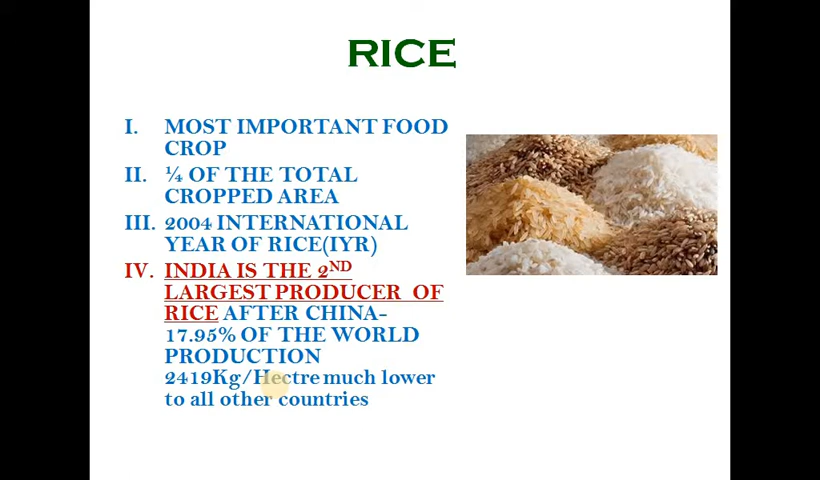 RICE
I. MOST IMPORTANT FOOD
CROP
II. ¼ OF THE TOTAL
CROPPED AREA
III. 2004 INTERNATIONAL
YEAR OF RICE(IYR)
IV. INDIA IS THE 2ND
LARGEST PRODUCER OF
RICE AFTER CHINA-
17.95% OF THE WORLD
PRODUCTION
2419Kg/Hectre much lower
to all other countries